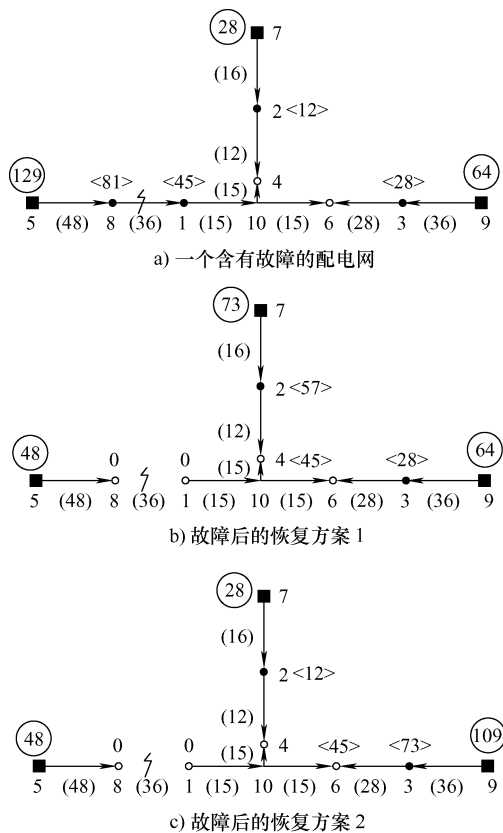 28 7
(16)
2 <12>
(12)
129 <81> <45> (15) 4 <28> 64
5 (48) 8 (36) 1 (15) 10 (15) 6 (28) 3 (36) 9
a) 一个含有故障的配电网
73 7
(16)
2 <57>
(12)
48 0 0 (15) 4 <45> <28> 64
5 (48) 8 (36) 1 (15) 10 (15) 6 (28) 3 (36) 9
b) 故障后的恢复方案 1
28 7
(16)
2 <12>
(12)
48 0 0 (15) 4 <45> <73> 109
5 (48) 8 (36) 1 (15) 10 (15) 6 (28) 3 (36) 9
c) 故障后的恢复方案 2